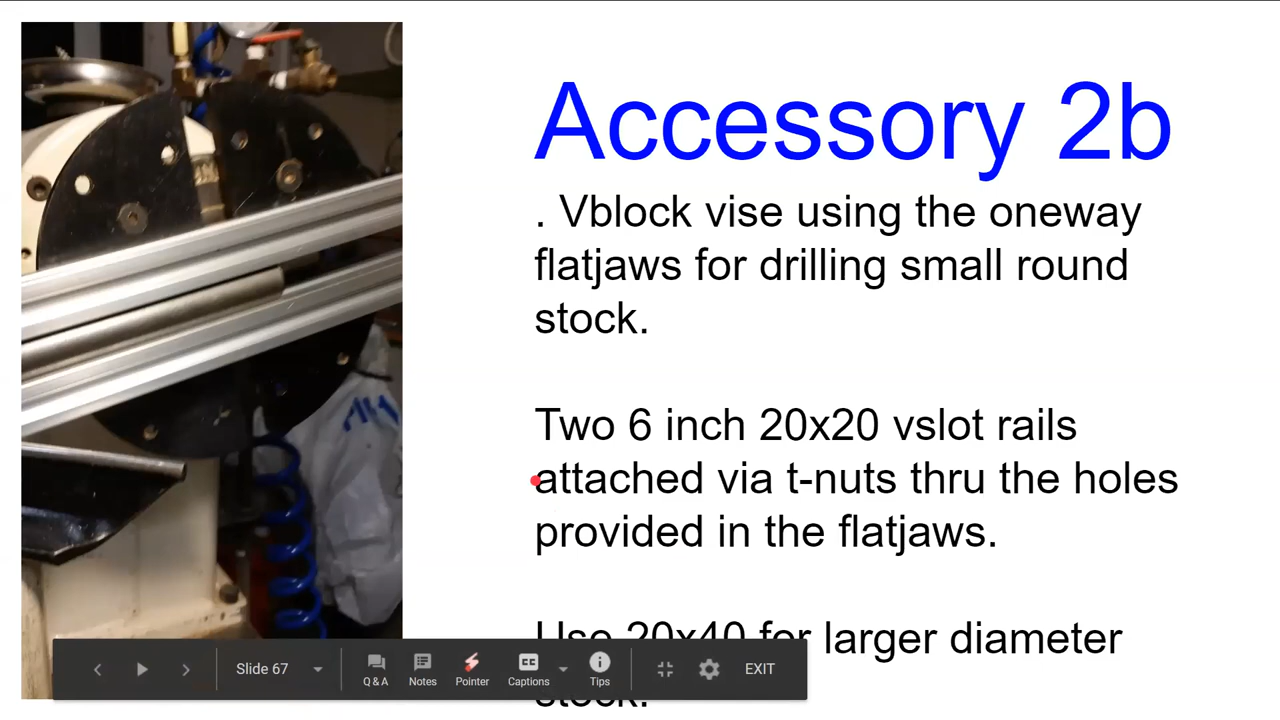 Accessory 2b
. Vblock vise using the oneway
flatjaws for drilling small round
stock.
Two 6 inch 20x20 vslot rails
attached via t-nuts thru the holes
provided in the flatjaws.
Use 20x40 for larger diameter
stock.
Slide 67
Q&A
Notes
Pointer
Captions
Tips
EXIT